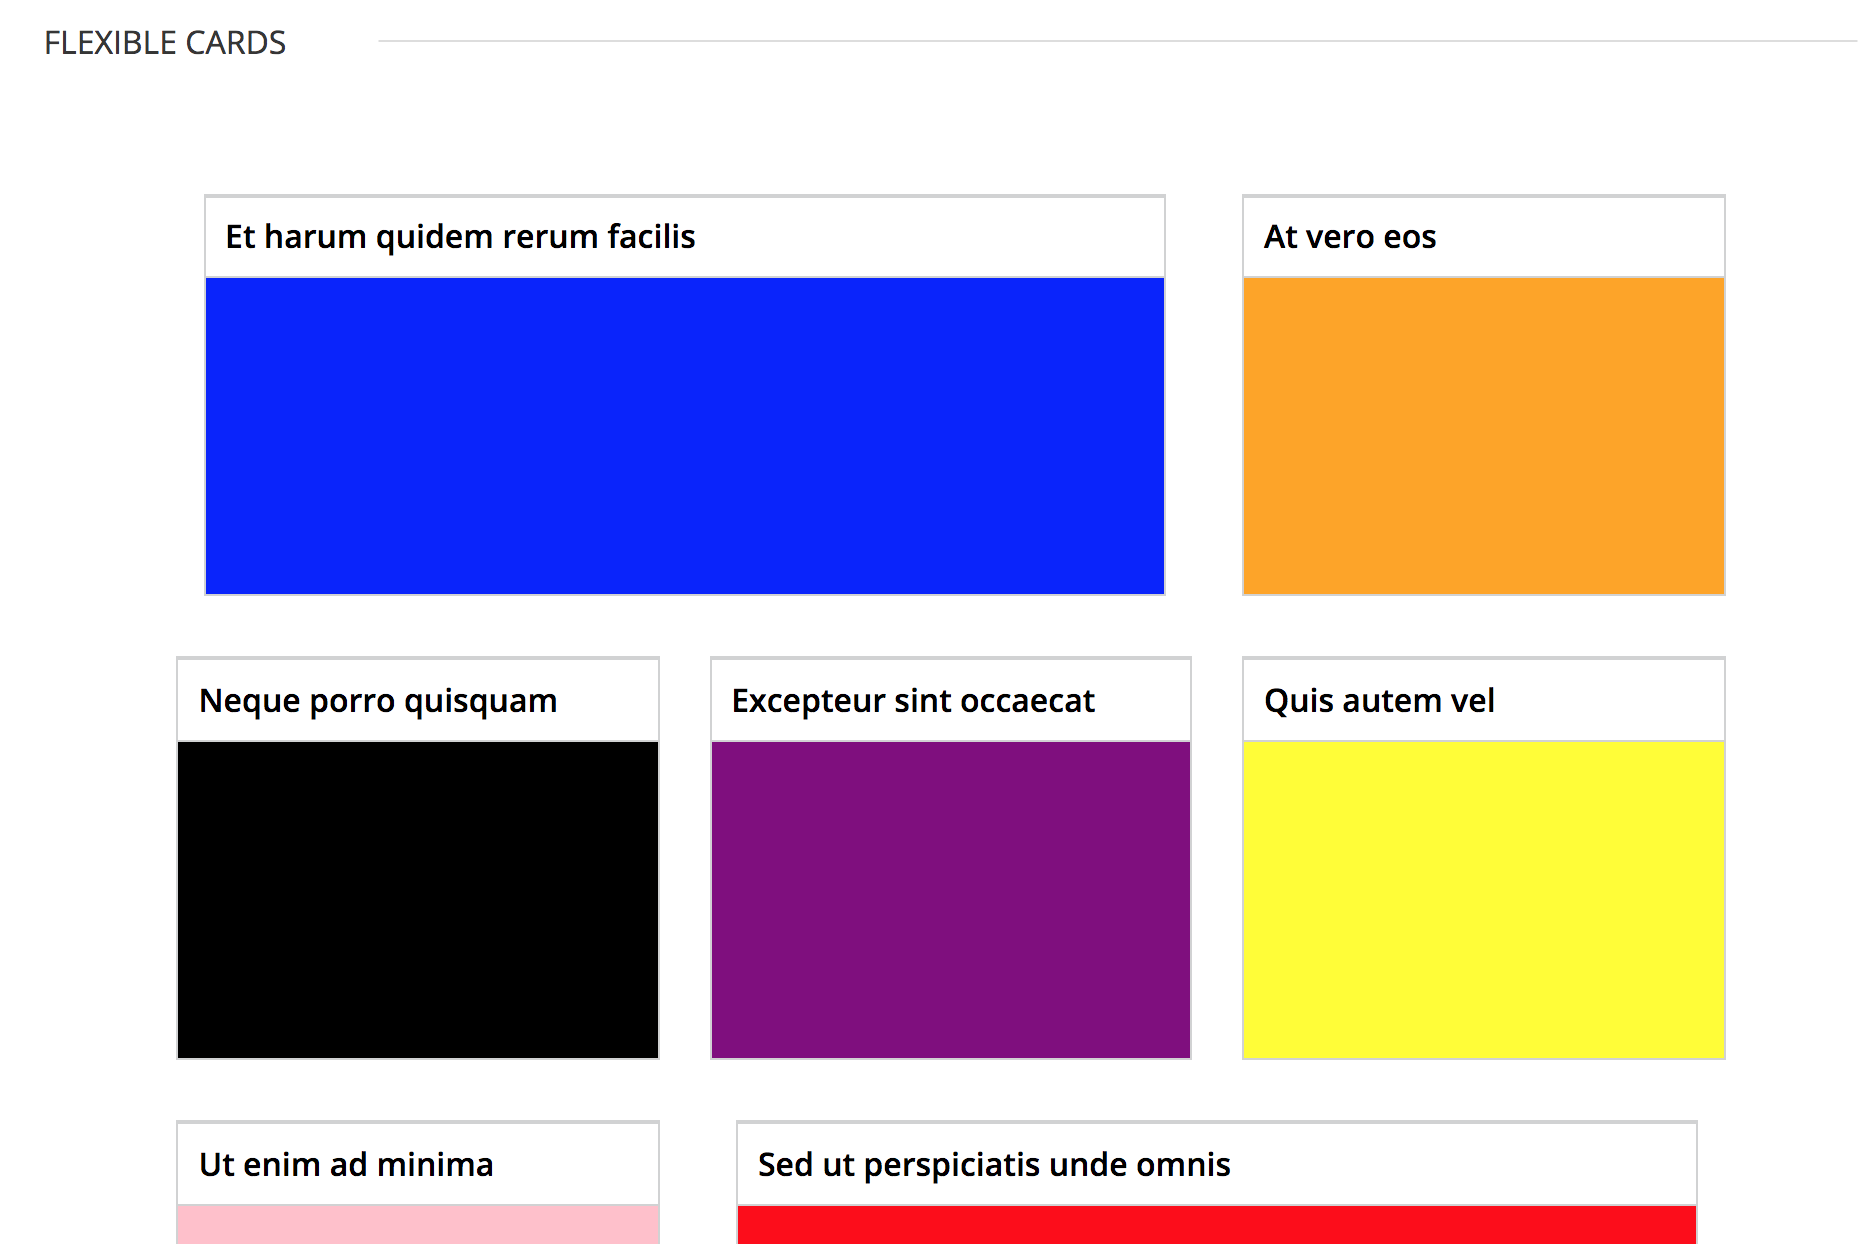 FLEXIBLE CARDS
Et harum quidem rerum facilis
At vero eos
Neque porro quisquam
Excepteur sint occaecat
Quis autem vel
Ut enim ad minima
Sed ut perspiciatis unde omnis